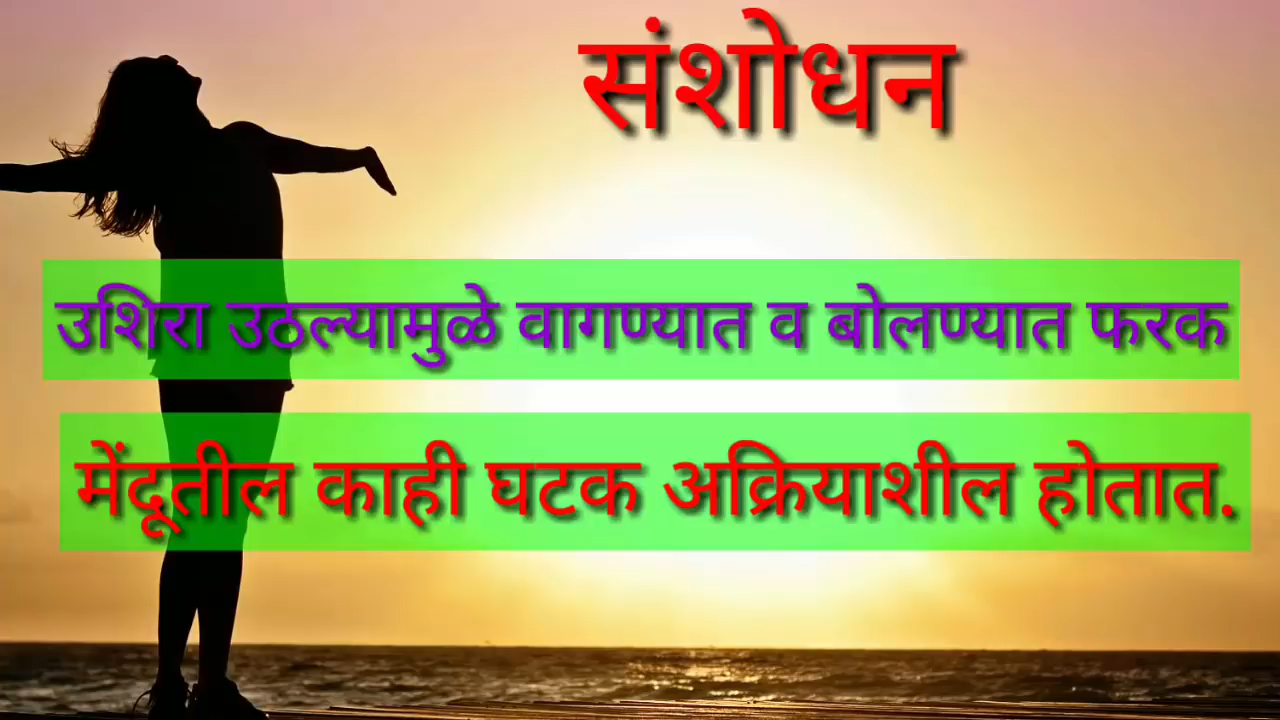 संशोधन
उशिरा उठल्यामुळे वागण्यात व बोलण्यात फरक
मेंदूतील काही घटक अक्रियाशील होतात.